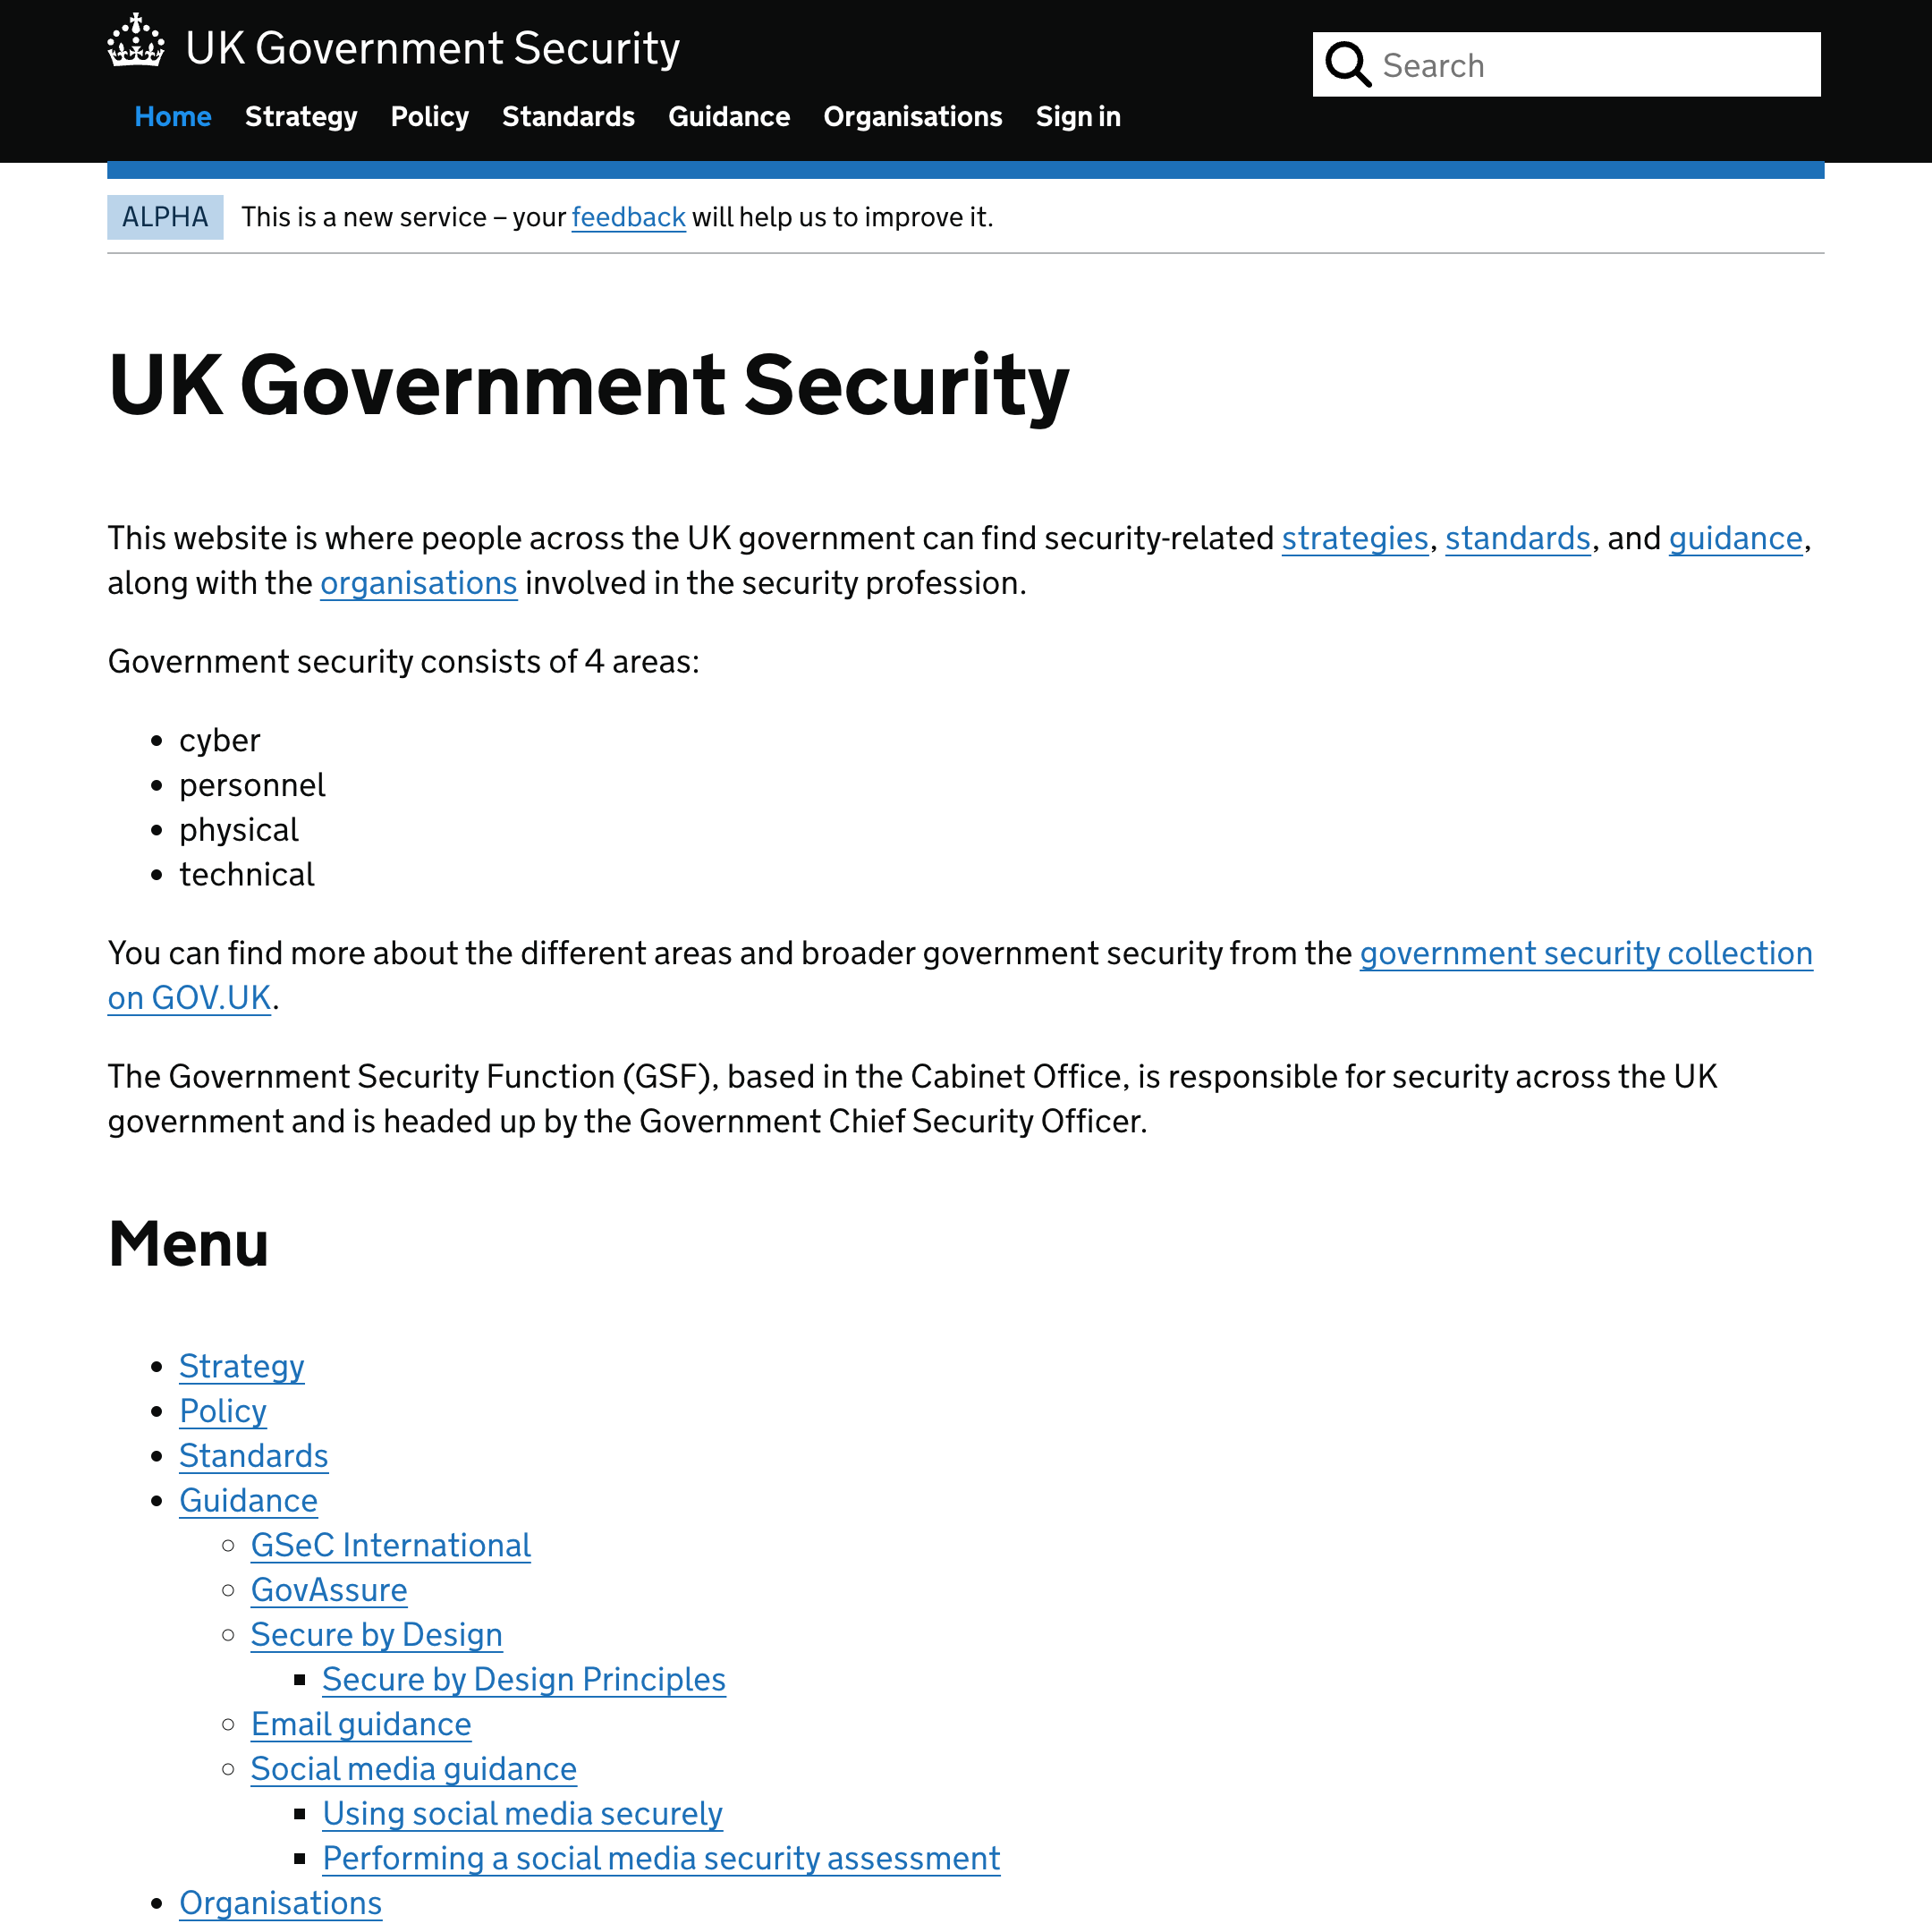 UK Government Security
Search
Home Strategy Policy Standards Guidance Organisations Sign in
ALPHA This is a new service – your feedback will help us to improve it.
UK Government Security
This website is where people across the UK government can find security-related strategies, standards, and guidance,
along with the organisations involved in the security profession.
Government security consists of 4 areas:
cyber
personnel
physical
technical
You can find more about the different areas and broader government security from the government security collection
on GOV.UK.
The Government Security Function (GSF), based in the Cabinet Office, is responsible for security across the UK
government and is headed up by the Government Chief Security Officer.
Menu
Strategy
Policy
Standards
Guidance
GSeC International
GovAssure
Secure by Design
Secure by Design Principles
Email guidance
Social media guidance
Using social media securely
Performing a social media security assessment
Organisations